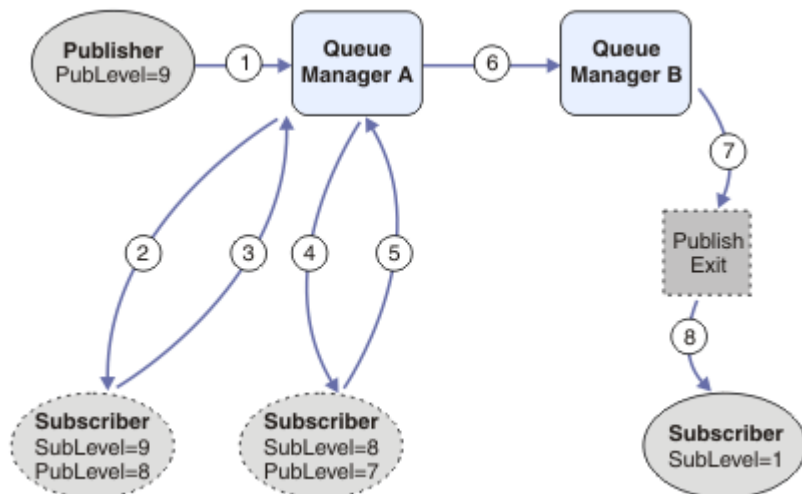 Publisher
PubLevel=9
1
Queue
Manager A
6
Queue
Manager B
7
2
3
4
5
Publish
Exit
8
Subscriber
SubLevel=9
PubLevel=8
Subscriber
SubLevel=8
PubLevel=7
Subscriber
SubLevel=1